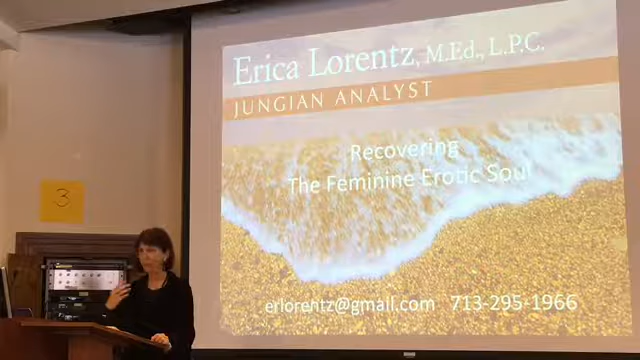 Erica Lorentz, M.Ed., L.P.C.
JUNGIAN ANALYST
Recovering
The Feminine Erotic Soul
erlorentz@gmail.com 713-295-1966
3